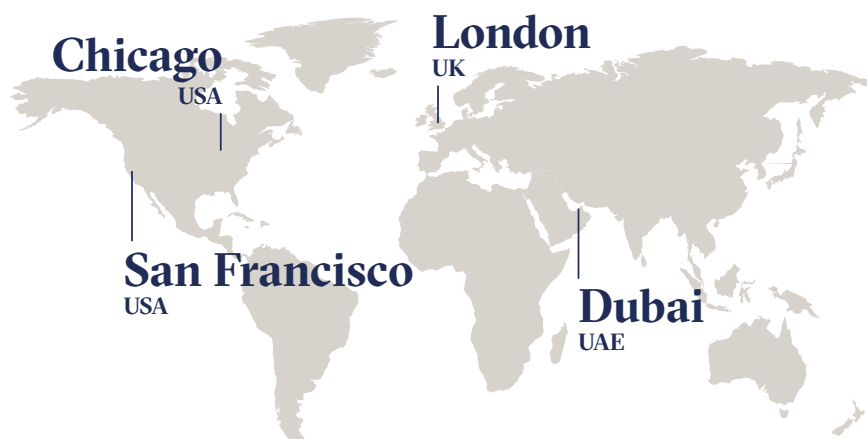 London
UK
Chicago
USA
San Francisco
USA
Dubai
UAE